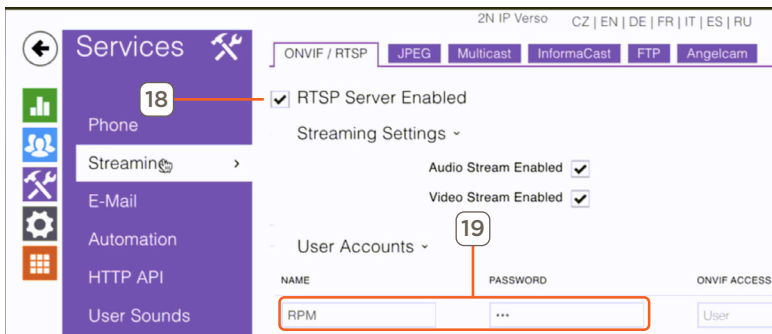 2N IP Verso CZ | EN | DE | FR | IT | ES | RU
Services
ONVIF / RTSP JPEG Multicast InformaCast FTP Angelcam
18
RTSP Server Enabled
Phone
Streaming Settings
Streaming
Audio Stream Enabled
E-Mail
Video Stream Enabled
19
Automation
User Accounts
HTTP API
NAME PASSWORD ONVIF ACCESS
User Sounds
RPM ••• User